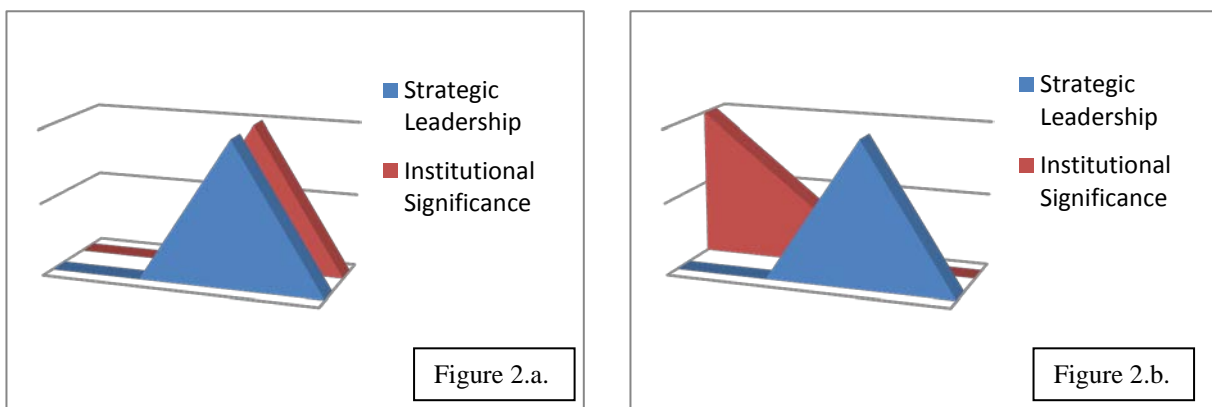 Strategic
Leadership
Institutional
Significance
Figure 2.a.
Strategic
Leadership
Institutional
Significance
Figure 2.b.